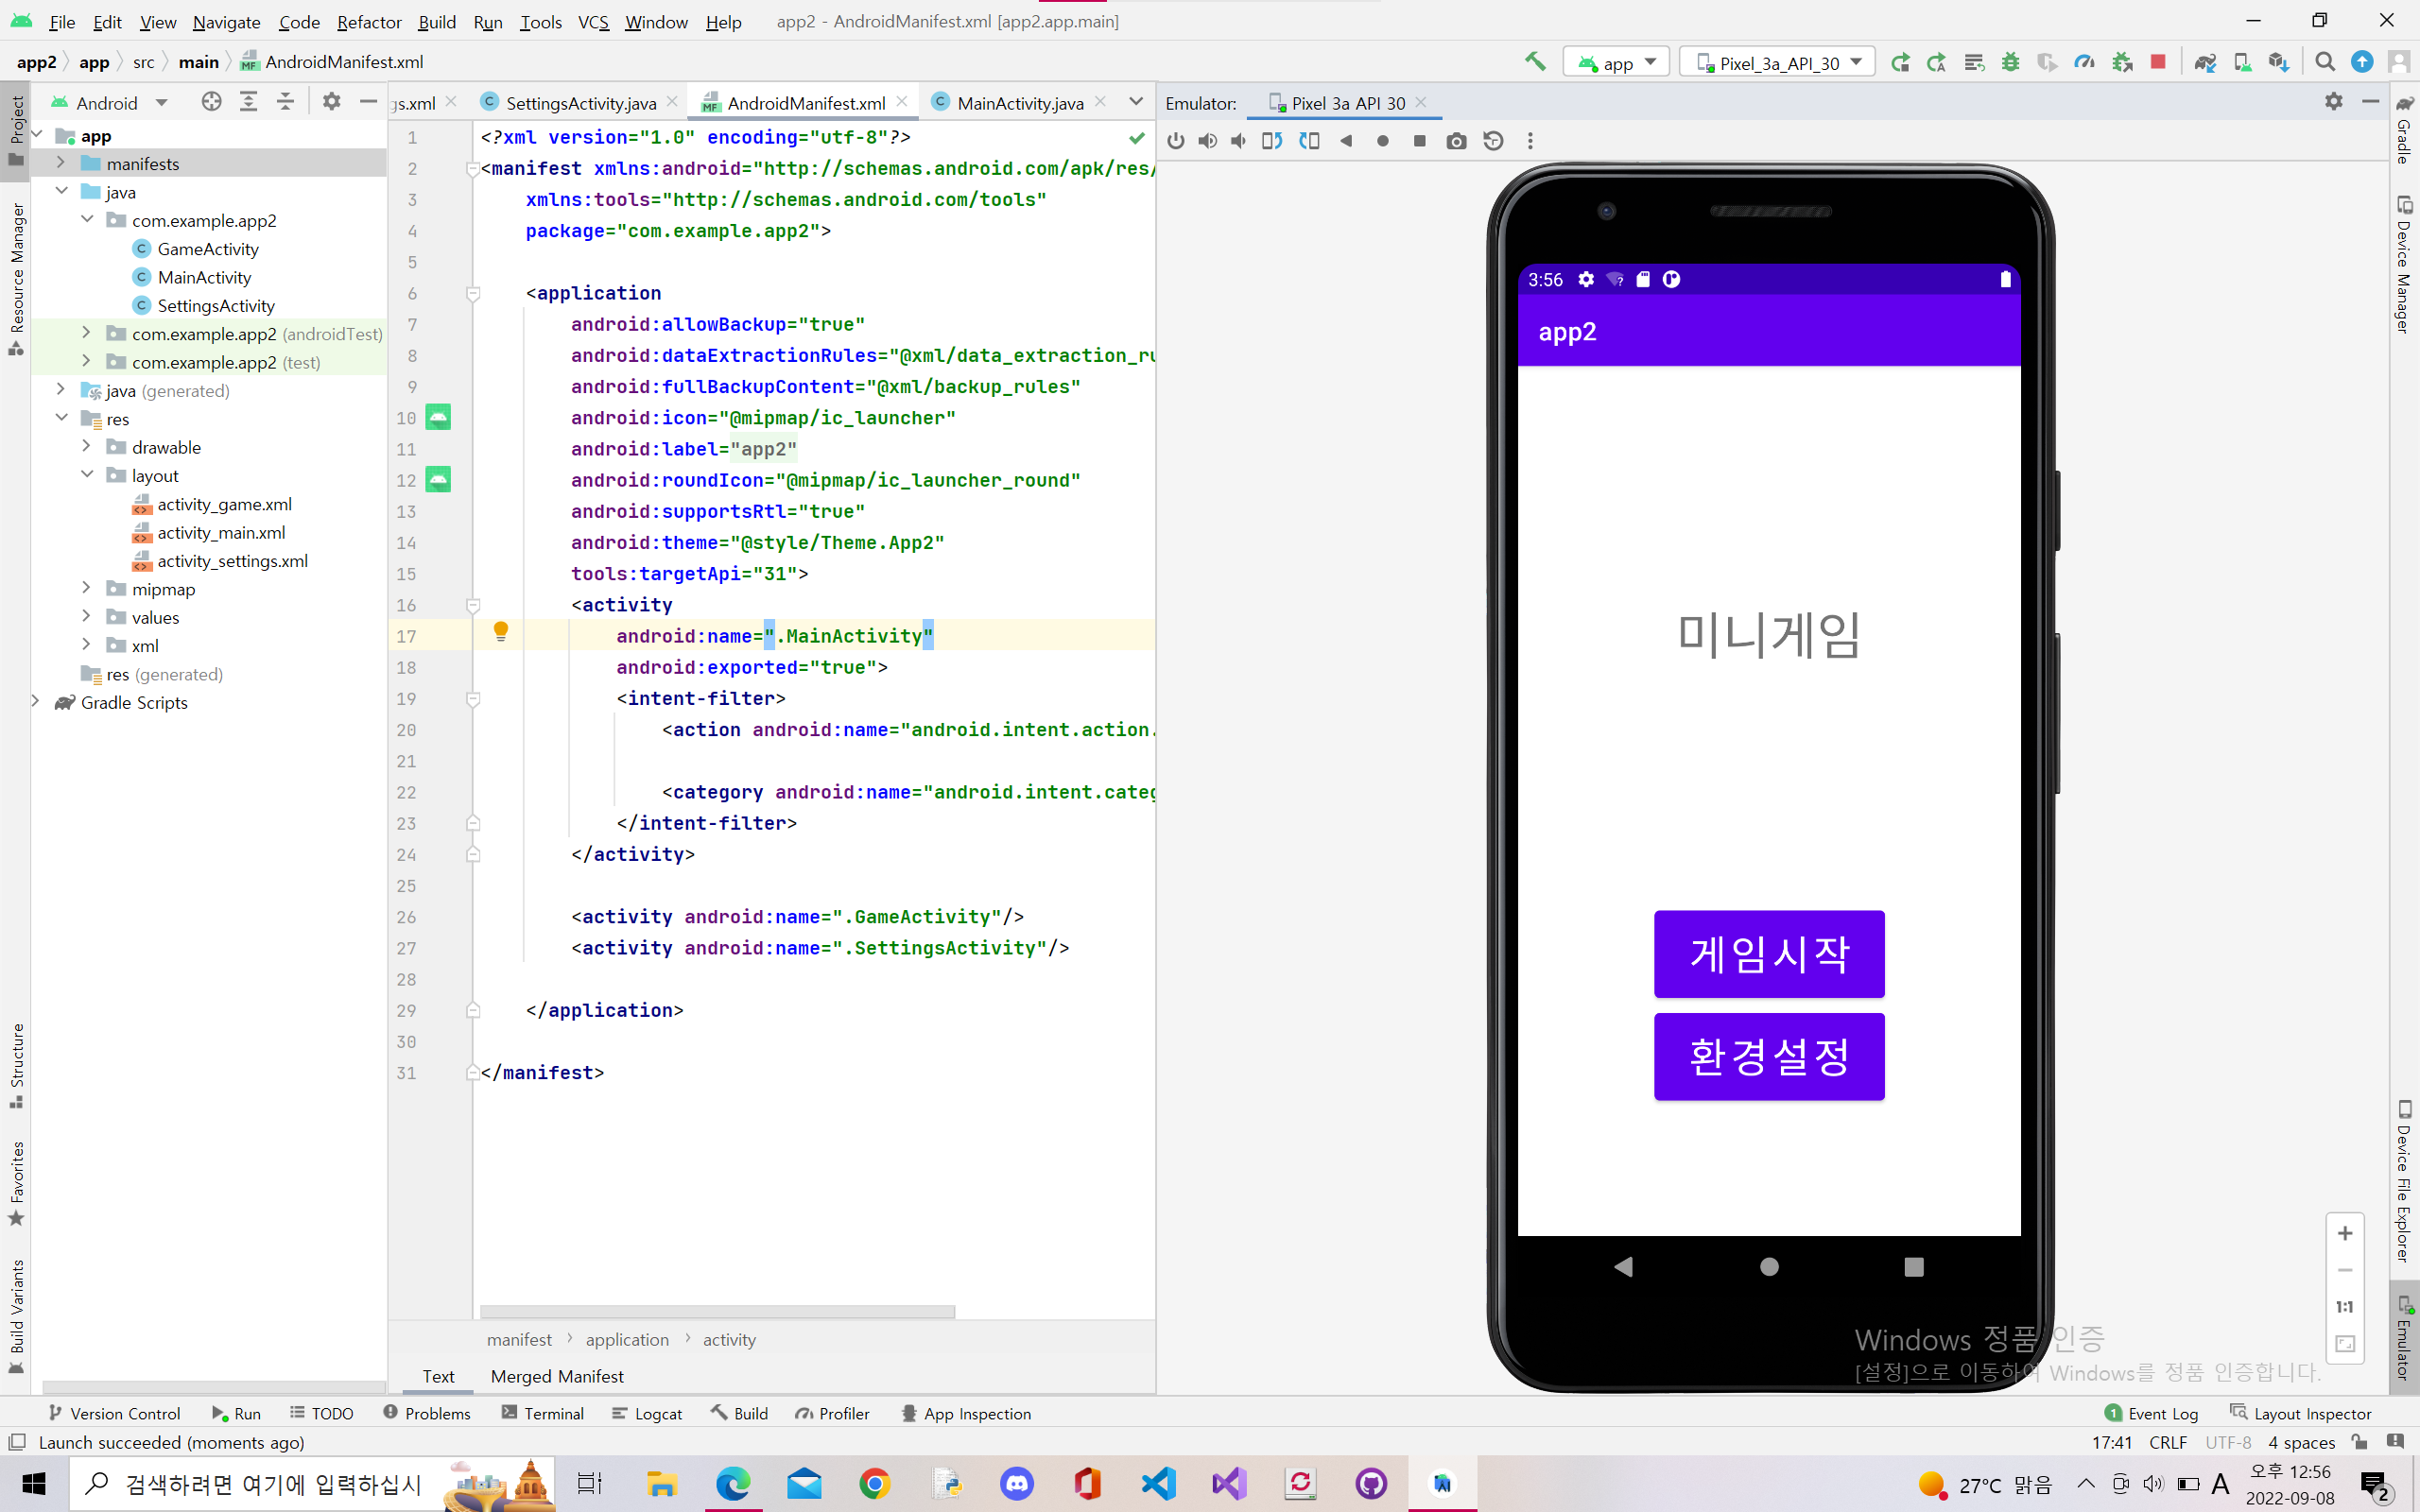 File Edit View Navigate Code Refactor Build Run Tools VCS Window Help app2 - AndroidManifest.xml [app2.app.main]
app2 app src main AndroidManifest.xml
app Pixel_3a_API_30
Android
gs.xml SettingsActivity.java AndroidManifest.xml MainActivity.java
Emulator: Pixel 3a API 30
Project
Resource Manager
Structure
Favorites
Build Variants
app
manifests
java
com.example.app2
GameActivity
MainActivity
SettingsActivity
com.example.app2 (androidTest)
com.example.app2 (test)
java (generated)
res
drawable
layout
activity_game.xml
activity_main.xml
activity_settings.xml
mipmap
values
xml
res (generated)
Gradle Scripts
1 <?xml version="1.0" encoding="utf-8"?>
2 <manifest xmlns:android="http://schemas.android.com/apk/res/
3 xmlns:tools="http://schemas.android.com/tools"
4 package="com.example.app2">
5
6 <application
7 android:allowBackup="true"
8 android:dataExtractionRules="@xml/data_extraction_ru
9 android:fullBackupContent="@xml/backup_rules"
10 android:icon="@mipmap/ic_launcher"
11 android:label="app2"
12 android:roundIcon="@mipmap/ic_launcher_round"
13 android:supportsRtl="true"
14 android:theme="@style/Theme.App2"
15 tools:targetApi="31">
16 <activity
17 android:name=".MainActivity"
18 android:exported="true">
19 <intent-filter>
20 <action android:name="android.intent.action.
21
22 <category android:name="android.intent.categ
23 </intent-filter>
24 </activity>
25
26 <activity android:name=".GameActivity"/>
27 <activity android:name=".SettingsActivity"/>
28
29 </application>
30
31 </manifest>
manifest application activity
Text Merged Manifest
3:56
app2
미니게임
게임시작
환경설정
1:1
Windows 정품 인증
[설정]으로 이동하여 Windows를 정품 인증합니다.
Gradle
Device Manager
Device File Explorer
Emulator
Version Control Run TODO Problems Terminal Logcat Build Profiler App Inspection
1 Event Log Layout Inspector
Launch succeeded (moments ago)
17:41 CRLF UTF-8 4 spaces
검색하려면 여기에 입력하십시
27°C 맑음 A
오후 12:56
2022-09-08
2